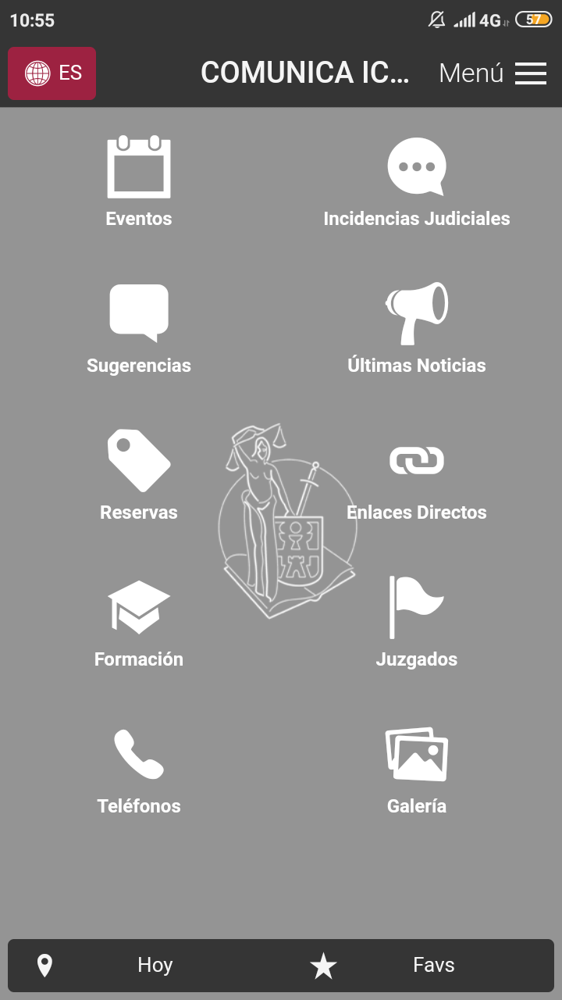 10:55
4G
57
ES
COMUNICA IC...
Menú
Eventos
Incidencias Judiciales
Sugerencias
Últimas Noticias
Reservas
Enlaces Directos
Formación
Juzgados
Teléfonos
Galería
Hoy
Favs